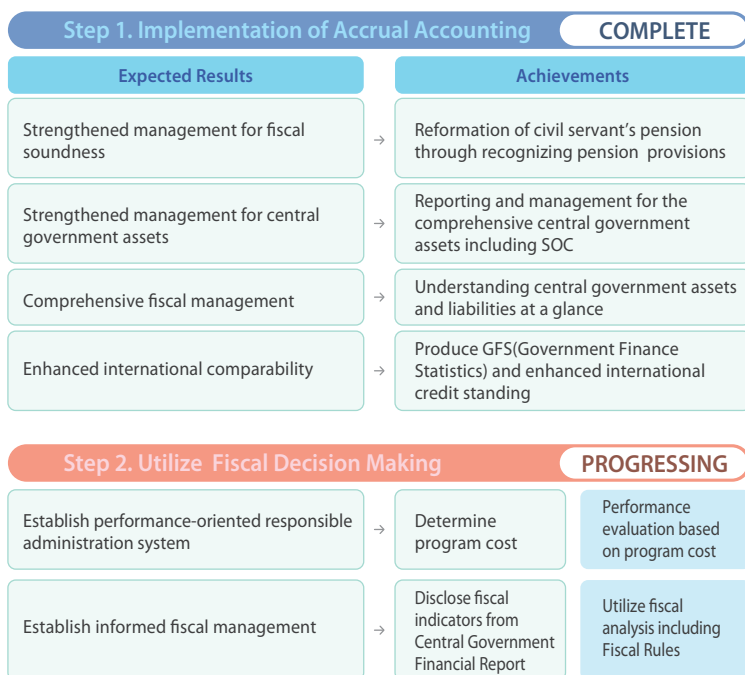 Step 1. Implementation of Accrual Accounting
COMPLETE
Expected Results
Achievements
Strengthened management for fiscal
soundness
→
Reformation of civil servant's pension
through recognizing pension provisions
Strengthened management for central
government assets
→
Reporting and management for the
comprehensive central government
assets including SOC
Comprehensive fiscal management
→
Understanding central government assets
and liabilities at a glance
Enhanced international comparability
→
Produce GFS(Government Finance
Statistics) and enhanced international
credit standing
Step 2. Utilize Fiscal Decision Making
PROGRESSING
Establish performance-oriented responsible
administration system
→
Determine
program cost
Performance
evaluation based
on program cost
Establish informed fiscal management
→
Disclose fiscal
indicators from
Central Government
Financial Report
Utilize fiscal
analysis including
Fiscal Rules